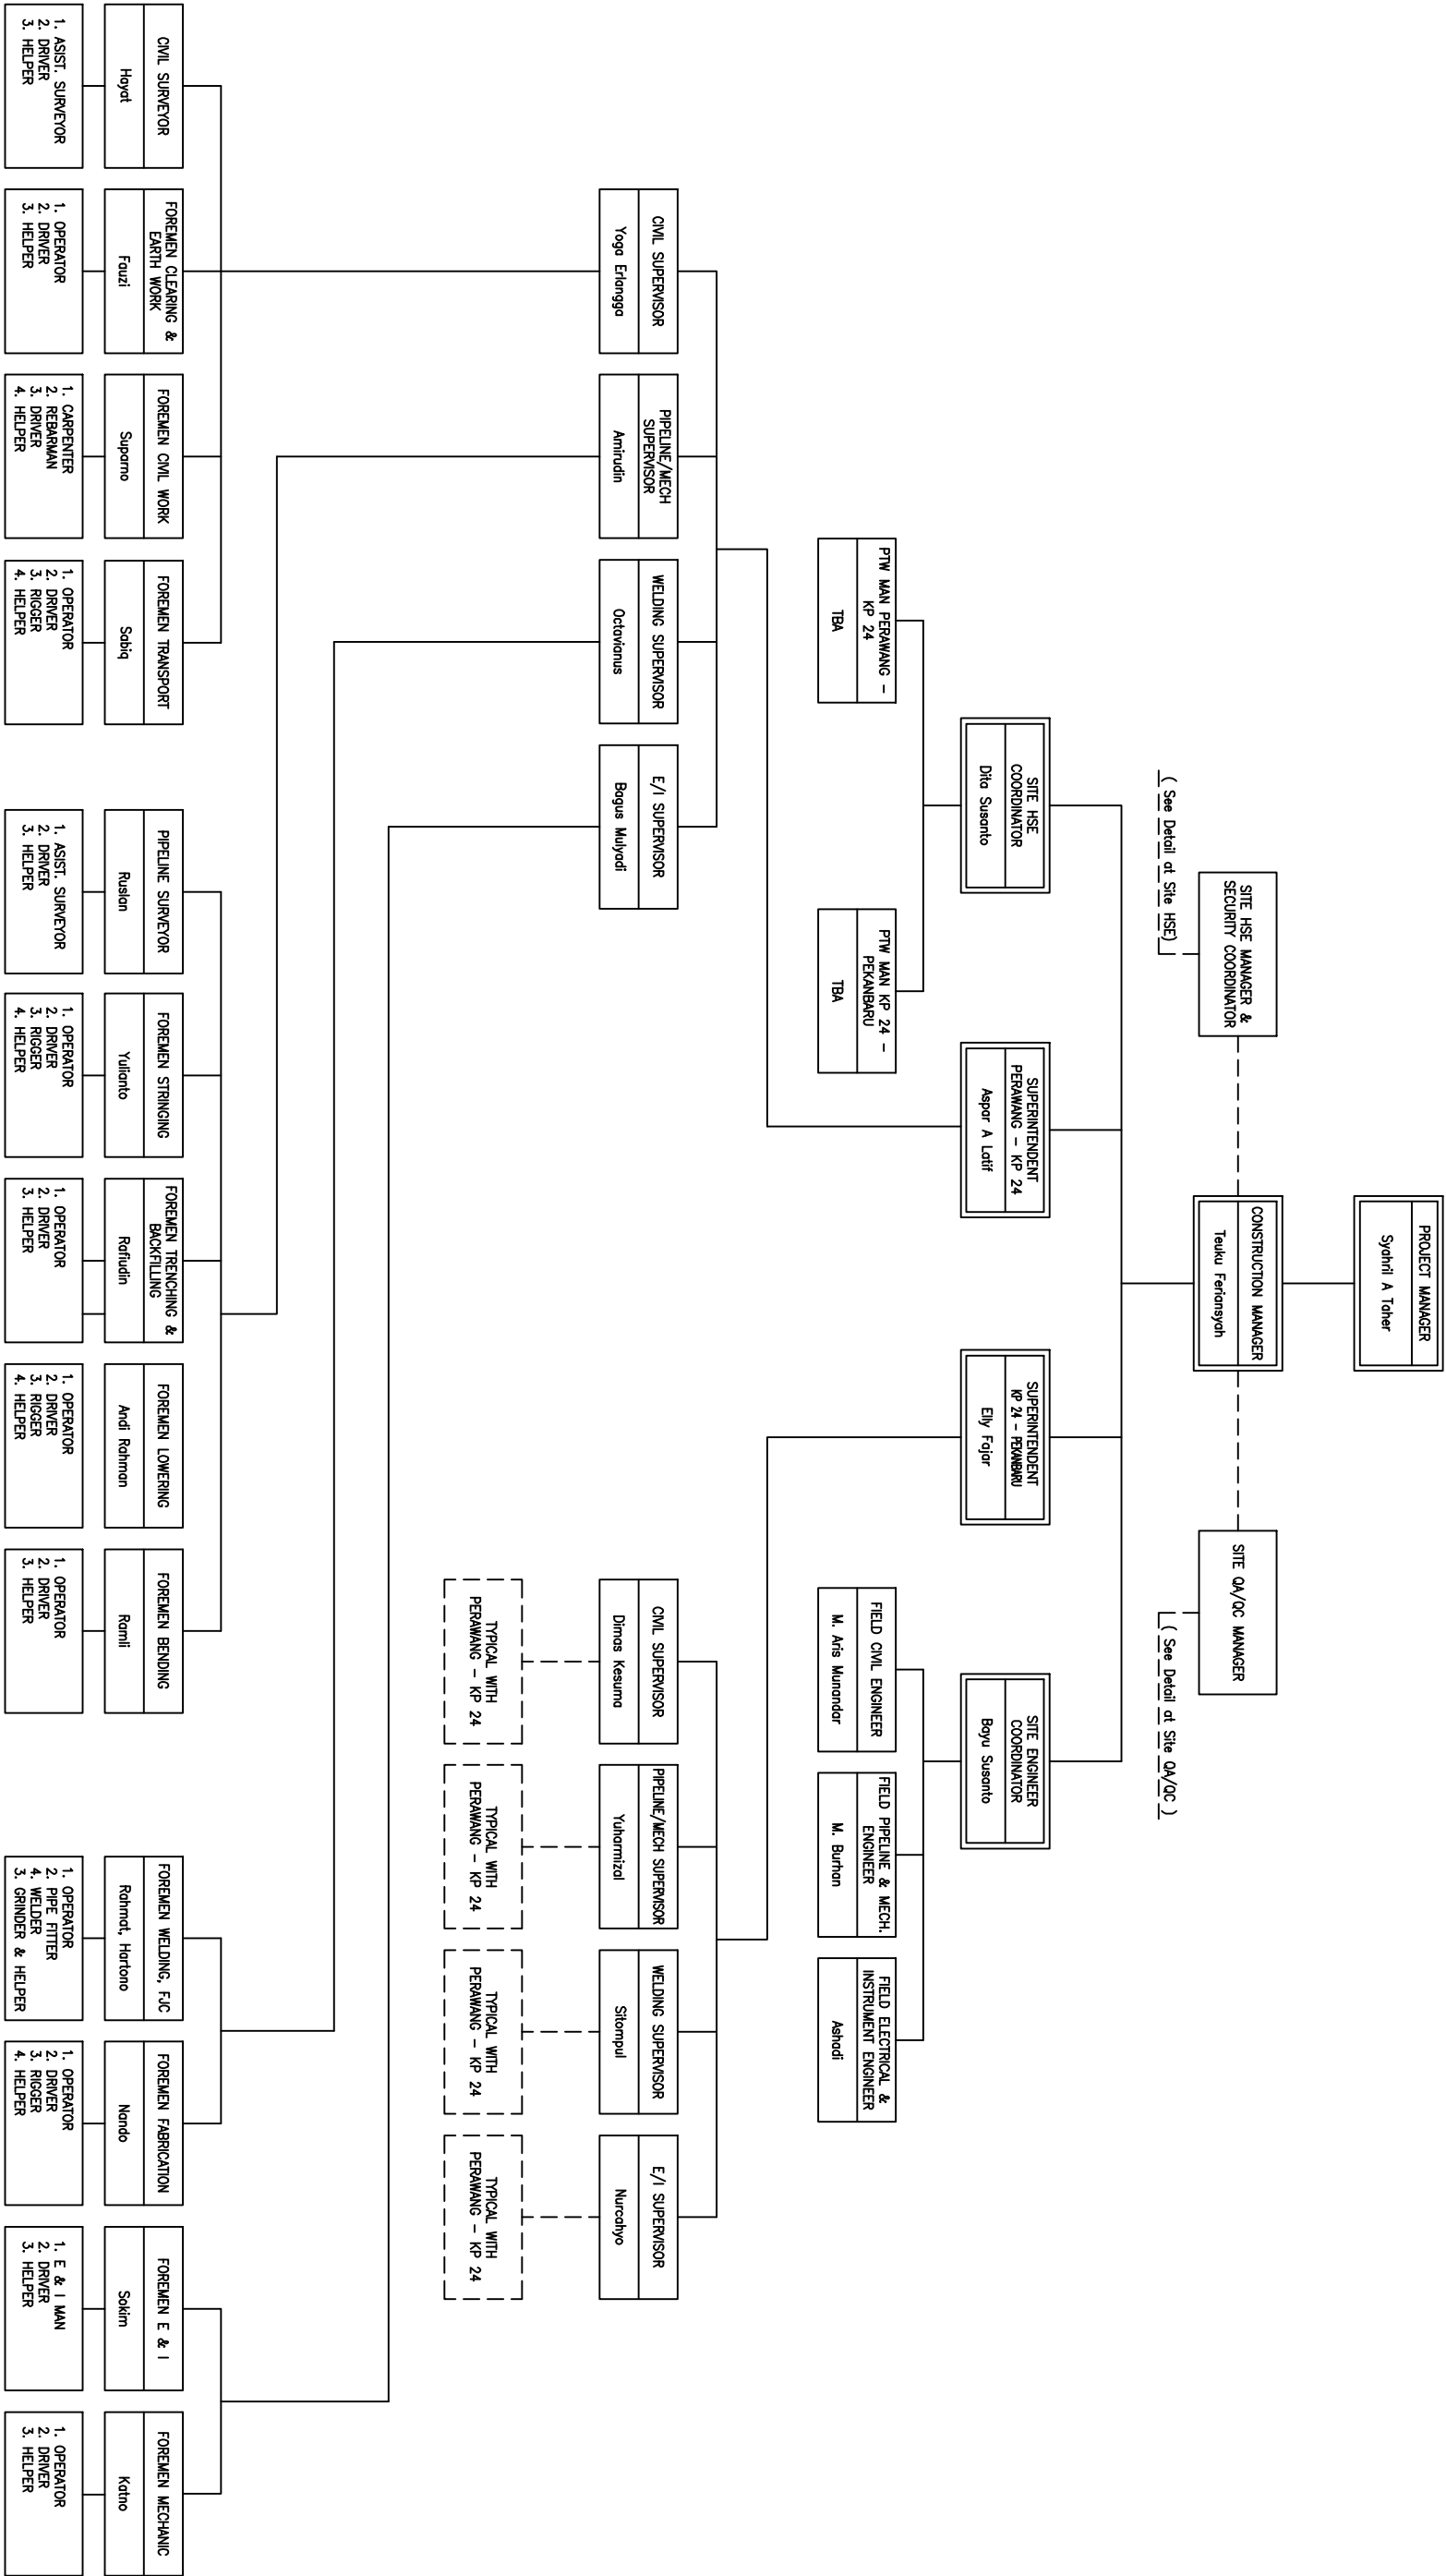 PROJECT MANAGER
Syahril A Taher
SITE HSE MANAGER &
SECURITY COORDINATOR
CONSTRUCTION MANAGER
Teuku Feriansyah
SITE QA/QC MANAGER
( See Detail at Site HSE)
( See Detail at Site QA/QC )
SITE HSE
COORDINATOR
Dita Susanto
SUPERINTENDENT
PERAWANG - KP 24
Aspar A Latif
SUPERINTENDENT
KP 24 - PEKANBARU
Elly Fajar
SITE ENGINEER
COORDINATOR
Bayu Susanto
PTW MAN PERAWANG -
KP 24
TBA
PTW MAN KP 24 -
PEKANBARU
TBA
FIELD CIVIL ENGINEER
M. Aris Munandar
FIELD PIPELINE & MECH.
ENGINEER
M. Burhan
FIELD ELECTRICAL &
INSTRUMENT ENGINEER
Ashadi
CIVIL SUPERVISOR
Yoga Erlangga
PIPELINE/MECH
SUPERVISOR
Amirudin
WELDING SUPERVISOR
Octavianus
E/I SUPERVISOR
Bagus Mulyadi
CIVIL SUPERVISOR
Dimas Kesuma
PIPELINE/MECH SUPERVISOR
Yuharmizal
WELDING SUPERVISOR
Sitompul
E/I SUPERVISOR
Nurcahyo
TYPICAL WITH
PERAWANG - KP 24
TYPICAL WITH
PERAWANG - KP 24
TYPICAL WITH
PERAWANG - KP 24
TYPICAL WITH
PERAWANG - KP 24
CIVIL SURVEYOR
Hayat
1. ASIST. SURVEYOR
2. DRIVER
3. HELPER
FOREMEN CLEARING &
EARTH WORK
Fauzi
1. OPERATOR
2. DRIVER
3. HELPER
FOREMEN CIVIL WORK
Suparno
1. CARPENTER
2. REBARMAN
3. DRIVER
4. HELPER
FOREMEN TRANSPORT
Sabiq
1. OPERATOR
2. DRIVER
3. RIGGER
4. HELPER
PIPELINE SURVEYOR
Ruslan
1. ASIST. SURVEYOR
2. DRIVER
3. HELPER
FOREMEN STRINGING
Yulianto
1. OPERATOR
2. DRIVER
3. RIGGER
4. HELPER
FOREMEN TRENCHING &
BACKFILLING
Rafiudin
1. OPERATOR
2. DRIVER
3. HELPER
FOREMEN LOWERING
Andi Rahman
1. OPERATOR
2. DRIVER
3. RIGGER
4. HELPER
FOREMEN BENDING
Ramli
1. OPERATOR
2. DRIVER
3. HELPER
FOREMEN WELDING, FJC
Rahmat, Hartono
1. OPERATOR
2. PIPE FITTER
4. WELDER
3. GRINDER & HELPER
FOREMEN FABRICATION
Nando
1. OPERATOR
2. DRIVER
3. RIGGER
4. HELPER
FOREMEN E & I
Sokim
1. E & I MAN
2. DRIVER
3. HELPER
FOREMEN MECHANIC
Katno
1. OPERATOR
2. DRIVER
3. HELPER